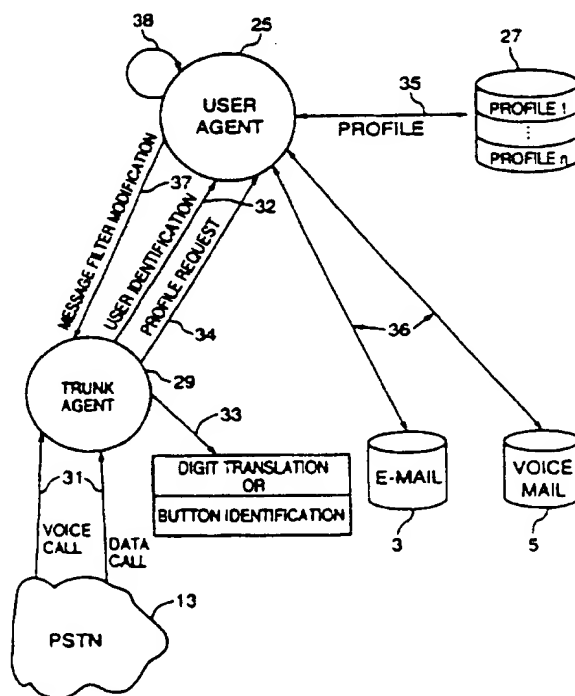 38
25
27
USER
AGENT
35
PROFILE
PROFILE 1
PROFILE n
MESSAGE FILTER MODIFICATION
37
USER IDENTIFICATION
32
PROFILE REQUEST
34
36
TRUNK
AGENT
29
33
31
DIGIT TRANSLATION
OR
BUTTON IDENTIFICATION
E-MAIL
3
VOICE
MAIL
5
VOICE
CALL
DATA
CALL
13
PSTN